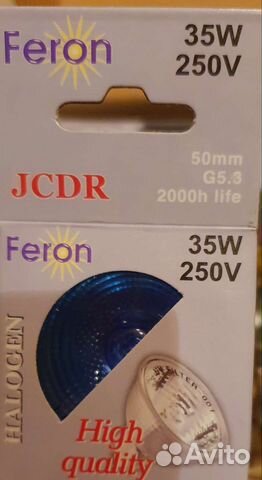 Feron
35W
250V
50mm
G5.3
2000h life
JCDR
Feron
35W
250V
HALOGEN
High
quality
Avito